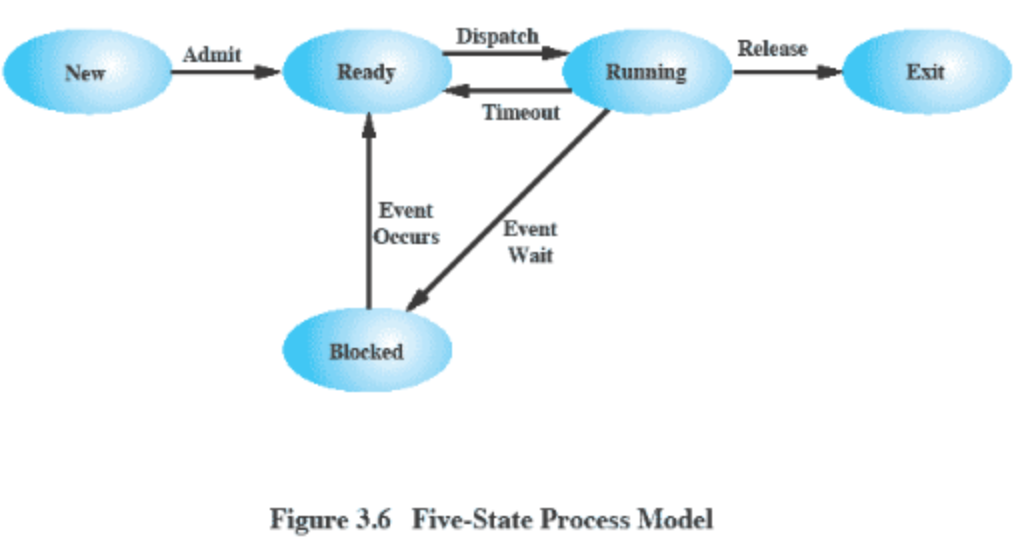 Dispatch
Admit
Release
New
Ready
Running
Exit
Timeout
Event
Occurs
Event
Wait
Blocked
Figure 3.6 Five-State Process Model